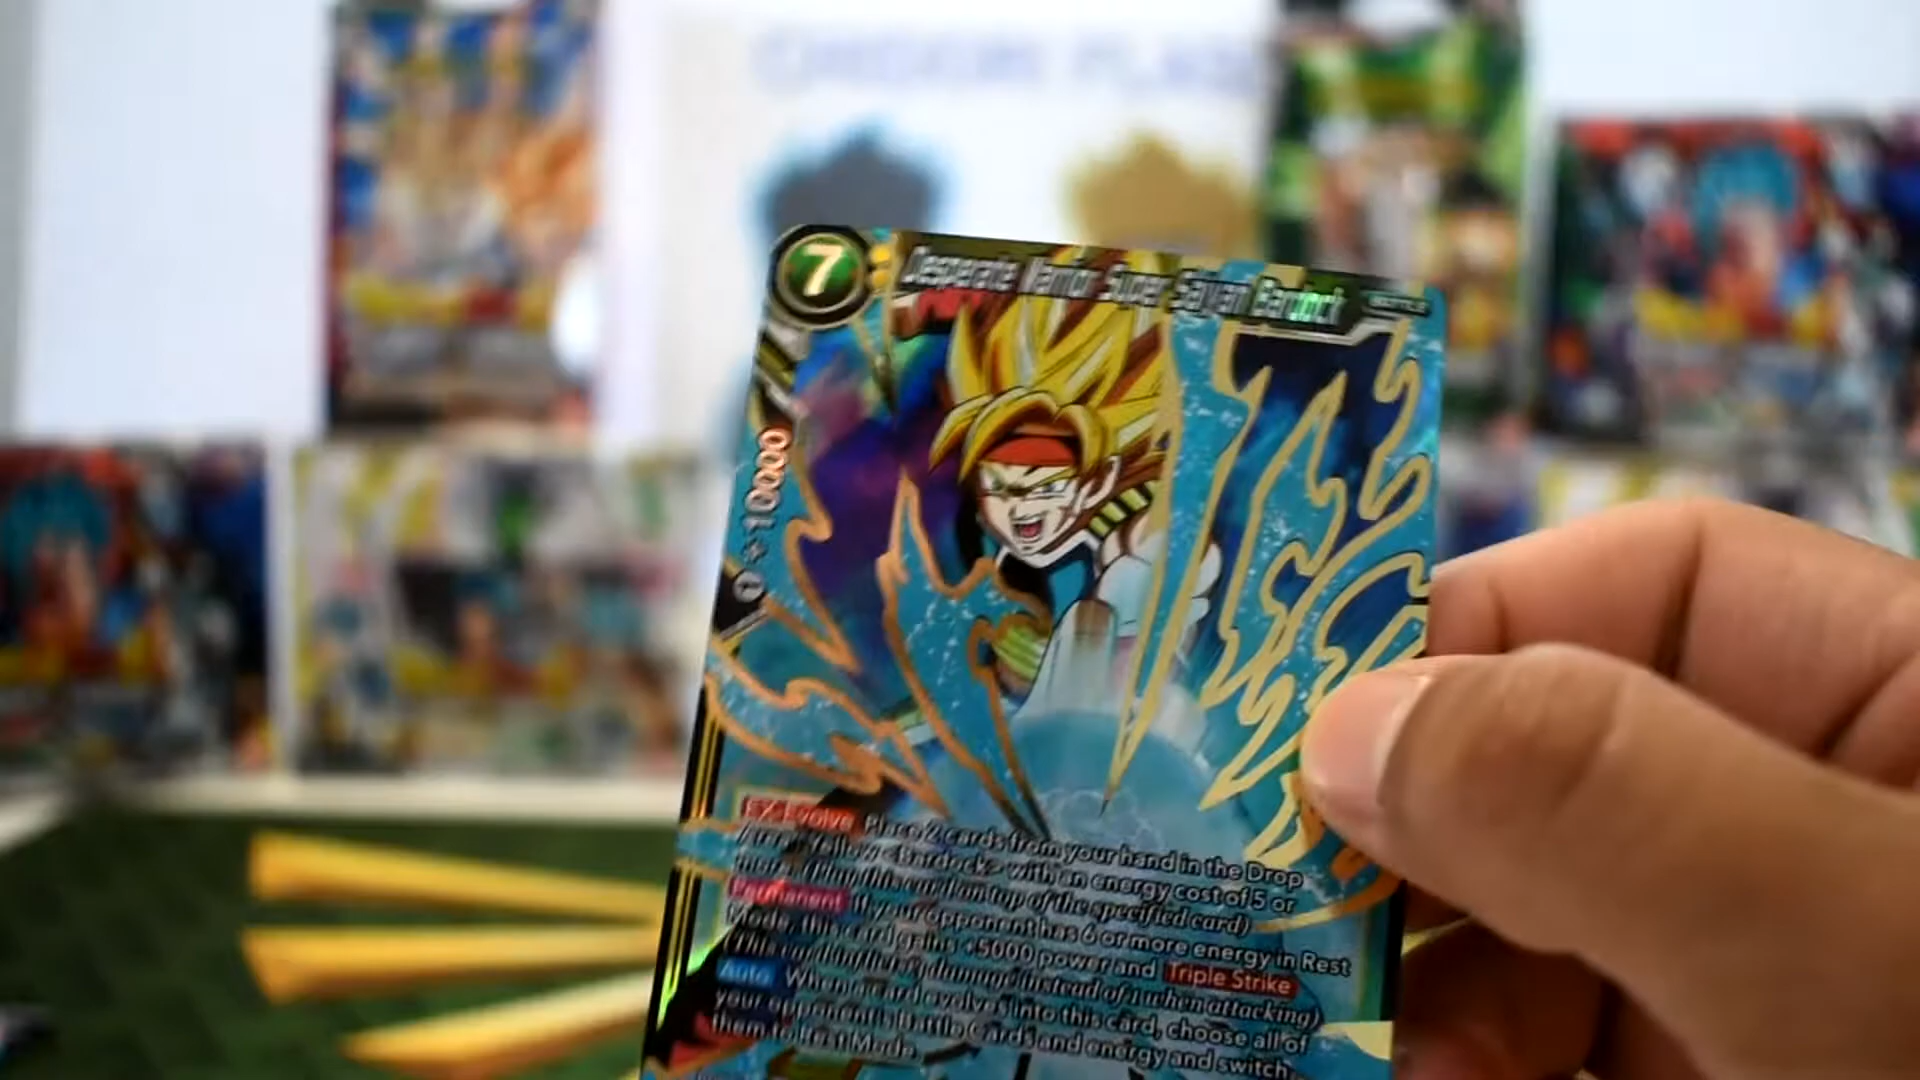 7
Desperate Warrior Super Saiyan Bardock
BATTLE
+10000
EX-Evolve Place 2 cards from your hand in the Drop
Area: Yellow <Bardock> with an energy cost of 5 or
more (Play this card on top of the specified card)
Permanent If your opponent has 6 or more energy in Rest
Mode, this card gains +5000 power and Triple Strike
(This card inflicts 3 damage instead of 1 when attacking)
Auto When a card evolves into this card, choose all of
your opponent's Battle Cards and energy and switch
them to Rest Mode.